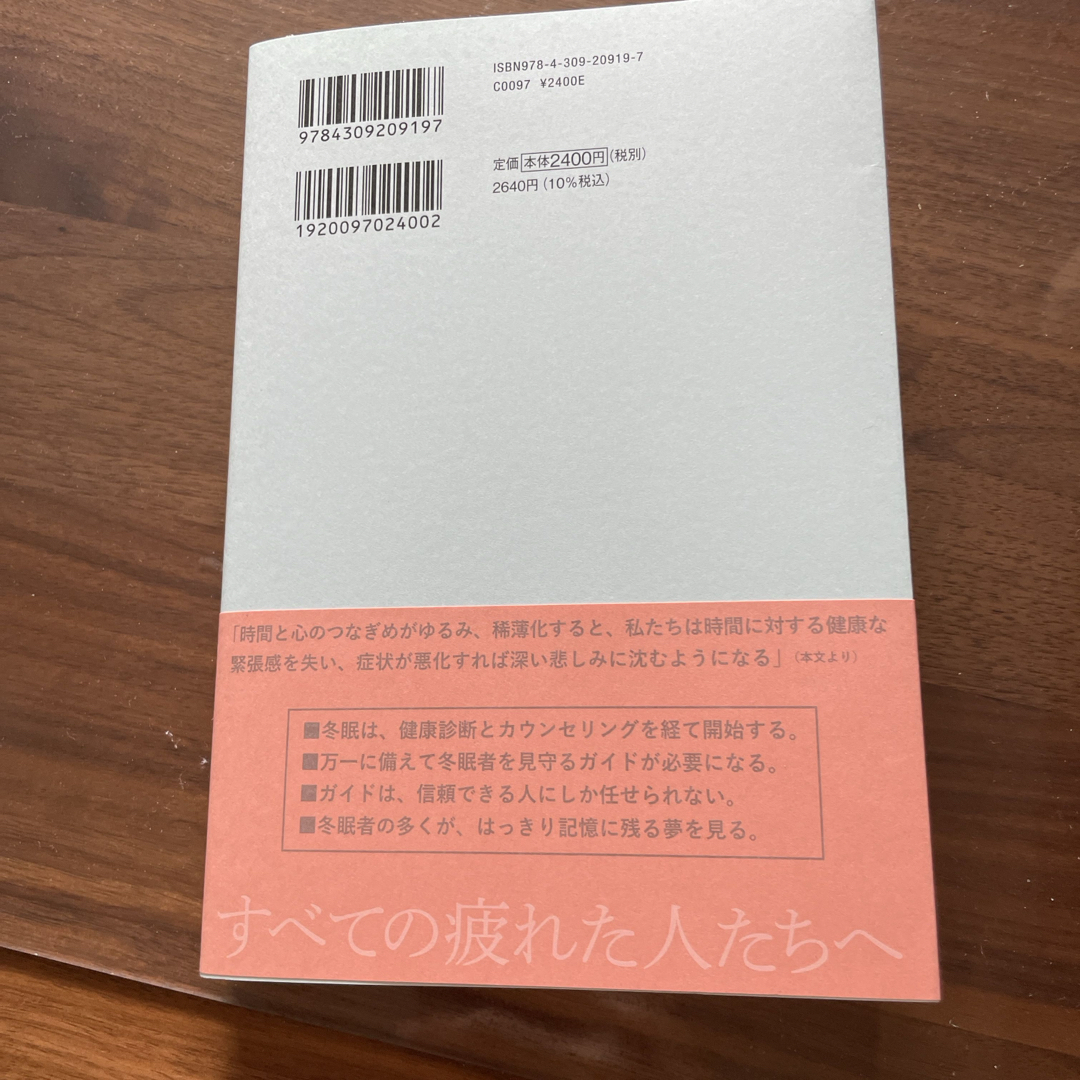 ISBN978-4-309-20919-7
C0097 ¥2400E
9784309209197
定価 本体2400円(税別)
2640円(10%税込)
1920097024002
「時間と心のつなぎめがゆるみ、稀薄化すると、私たちは時間に対する健康な
緊張感を失い、症状が悪化すれば深い悲しみに沈むようになる」(本文より)
■冬眠は、健康診断とカウンセリングを経て開始する。
■万一に備えて冬眠者を見守るガイドが必要になる。
■ガイドは、信頼できる人にしか任せられない。
■冬眠者の多くが、はっきり記憶に残る夢を見る。
すべての疲れた人たちへ